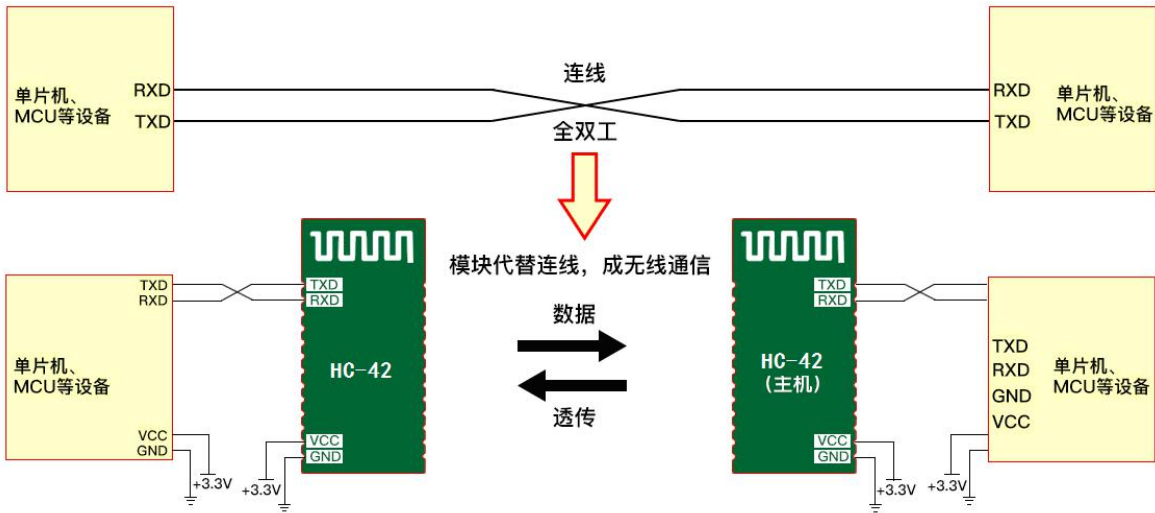 单片机、
MCU等设备
RXD
TXD
连线
全双工
RXD
TXD
单片机、
MCU等设备
模块代替连线，成无线通信
单片机、
MCU等设备
TXD
RXD
VCC
GND
+3.3V
TXD
RXD
HC-42
VCC
GND
+3.3V
数据
透传
TXD
RXD
HC-42
(主机)
VCC
GND
+3.3V
TXD
RXD
GND
VCC
单片机、
MCU等设备
+3.3V